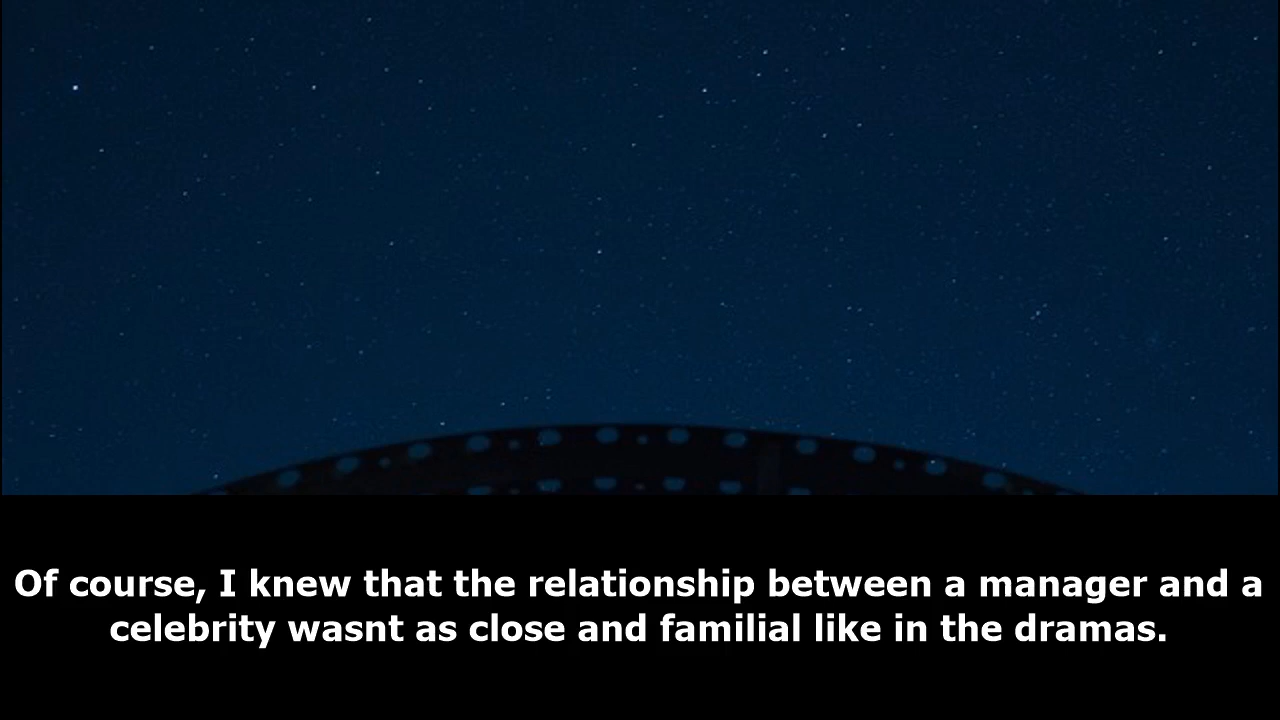 Of course, I knew that the relationship between a manager and a
celebrity wasnt as close and familial like in the dramas.